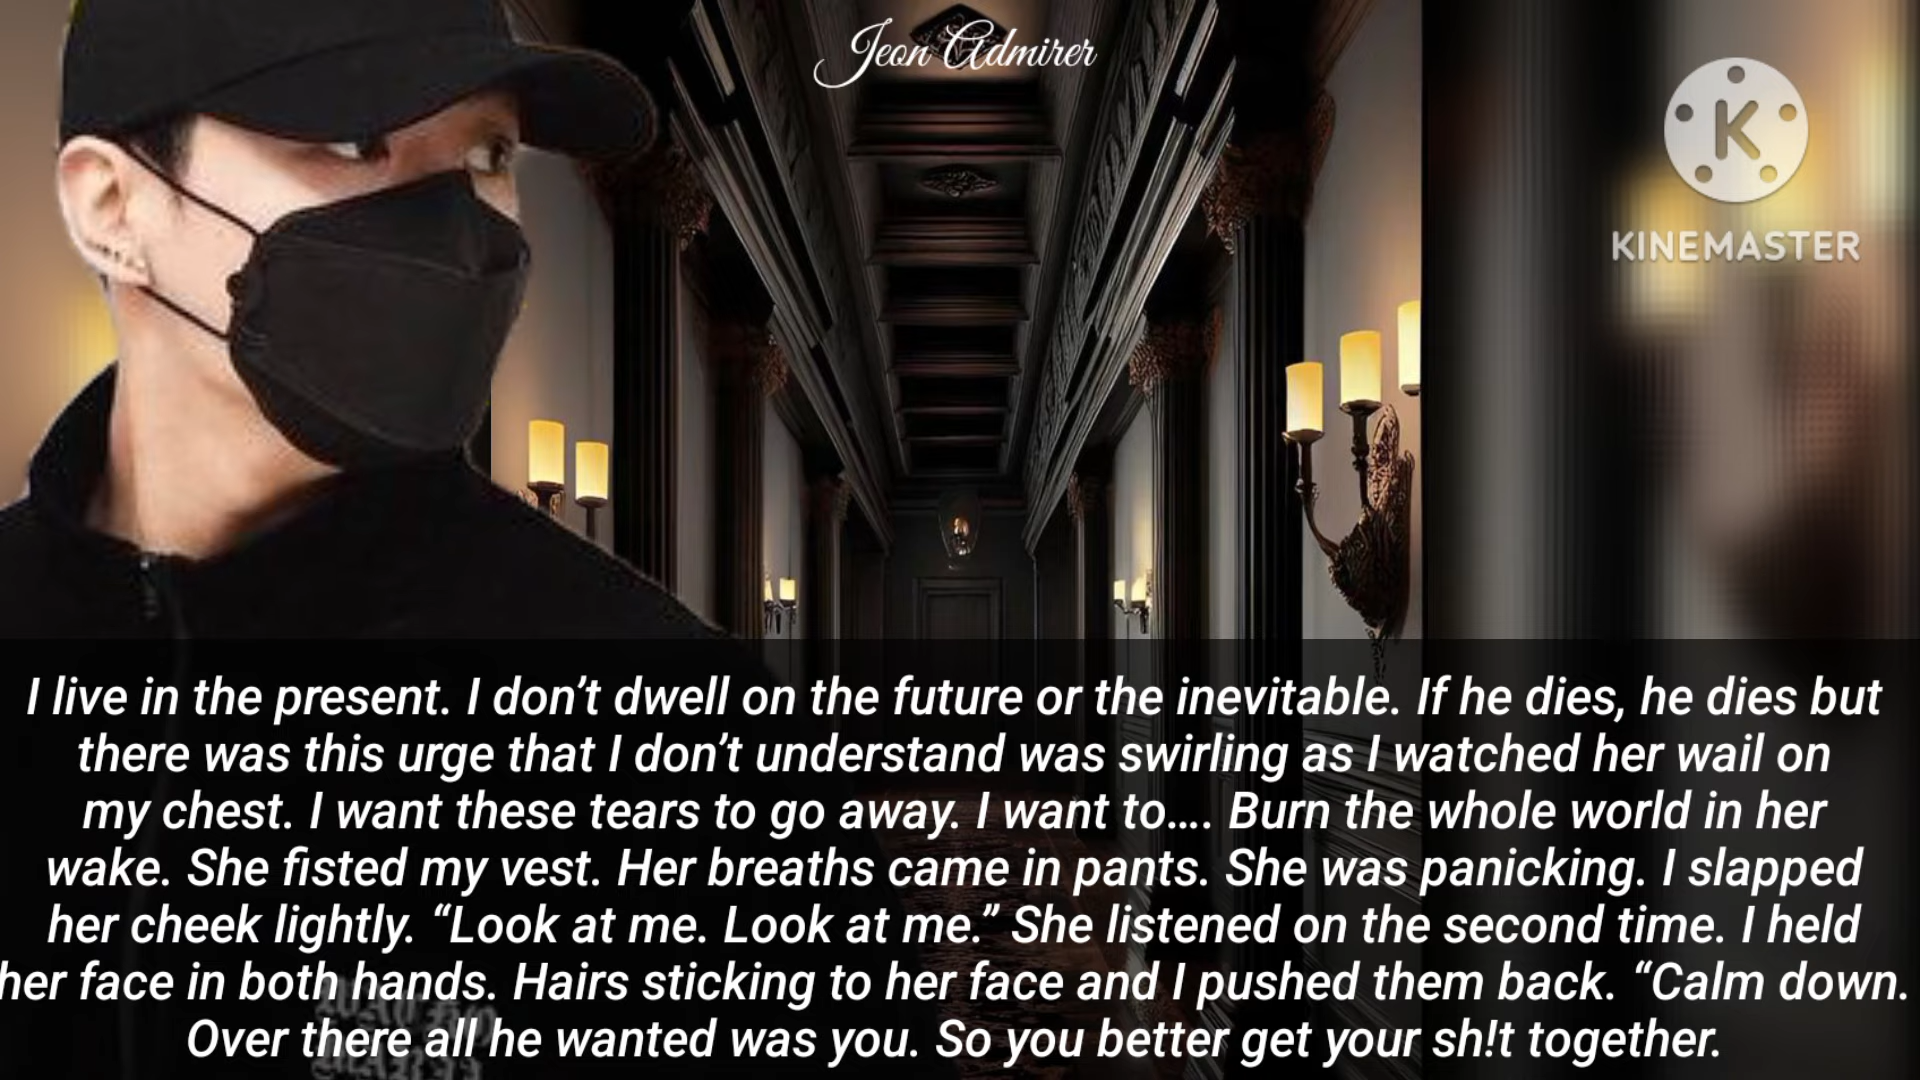 Jeon Admirer
KINEMASTER
I live in the present. I don’t dwell on the future or the inevitable. If he dies, he dies but
there was this urge that I don’t understand was swirling as I watched her wail on
my chest. I want these tears to go away. I want to.... Burn the whole world in her
wake. She fisted my vest. Her breaths came in pants. She was panicking. I slapped
her cheek lightly. “Look at me. Look at me.” She listened on the second time. I held
her face in both hands. Hairs sticking to her face and I pushed them back. “Calm down.
Over there all he wanted was you. So you better get your sh!t together.